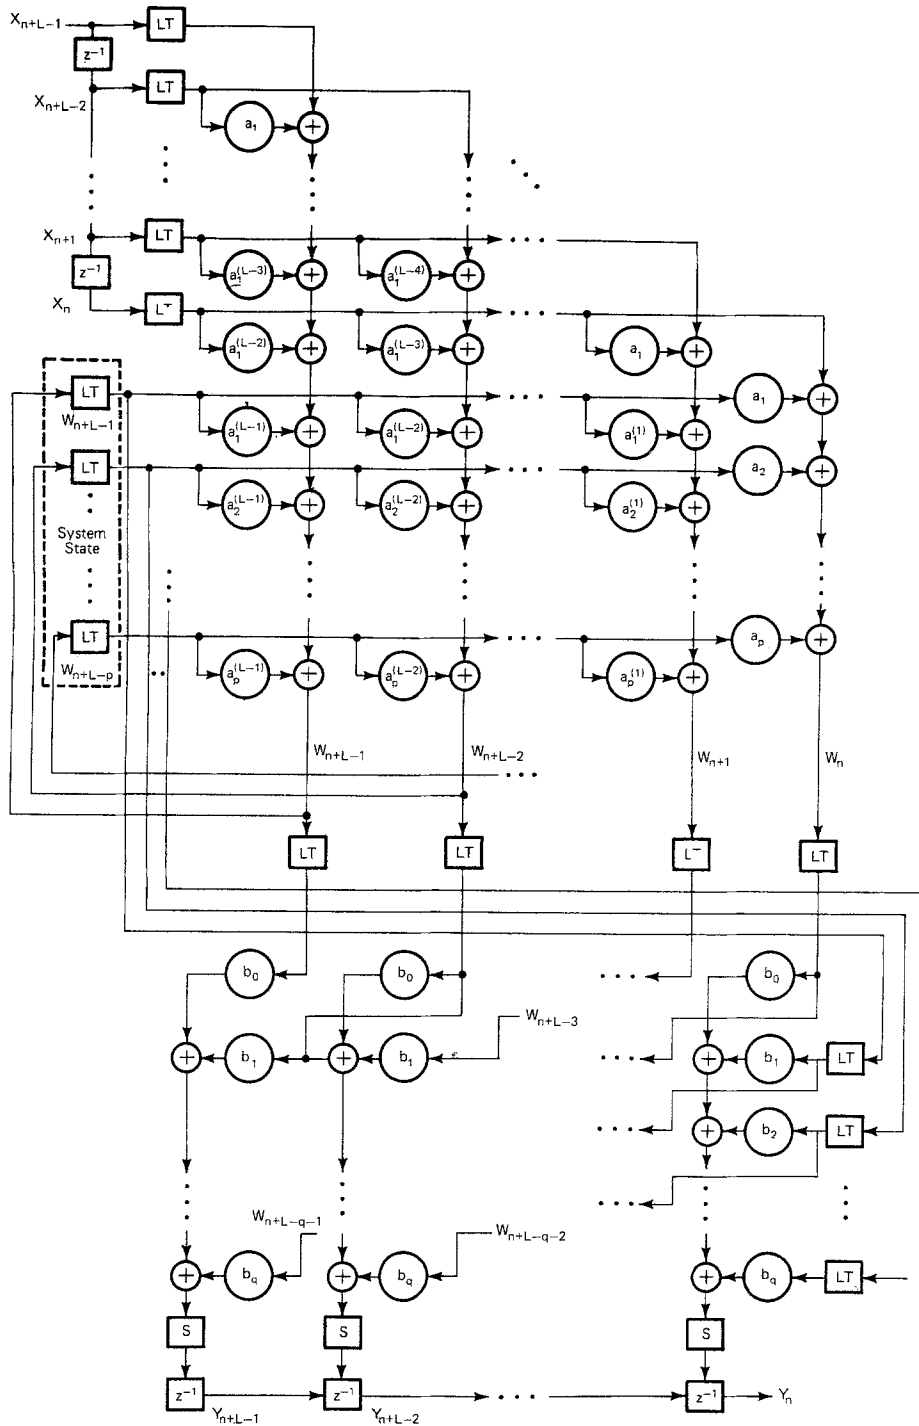 X_{n+L-1} LT
z^{-1}
X_{n+L-2} LT
a_1 +
X_{n+1} LT
z^{-1} a_1^{(L-3)} + a_1^{(L-4)} +
X_n LT
a_1^{(L-2)} + a_1^{(L-3)} + a_1 +
LT a_1 +
W_{n+L-1} a_1^{(L-1)} + a_1^{(L-2)} + a_1^{(1)} +
LT a_2 +
a_2^{(L-1)} + a_2^{(L-2)} + a_2^{(1)} +
System
State
LT a_p +
W_{n+L-p} a_p^{(L-1)} + a_p^{(L-2)} + a_p^{(1)} +
W_{n+L-1} W_{n+L-2} W_{n+1} W_n
LT LT LT LT
b_0 b_0 b_0
W_{n+L-3}
+ b_1 + b_1 + b_1 LT
+ b_2 LT
W_{n+L-q-1} W_{n+L-q-2}
+ b_q + b_q + b_q LT
S S S
z^{-1} z^{-1} z^{-1} Y_n
Y_{n+L-1} Y_{n+L-2}